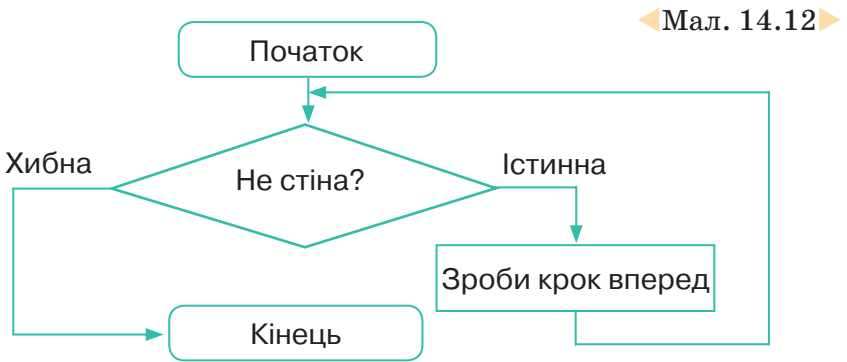 Мал. 14.12
Початок
Хибна
Не стіна?
Істинна
Зроби крок вперед
Кінець